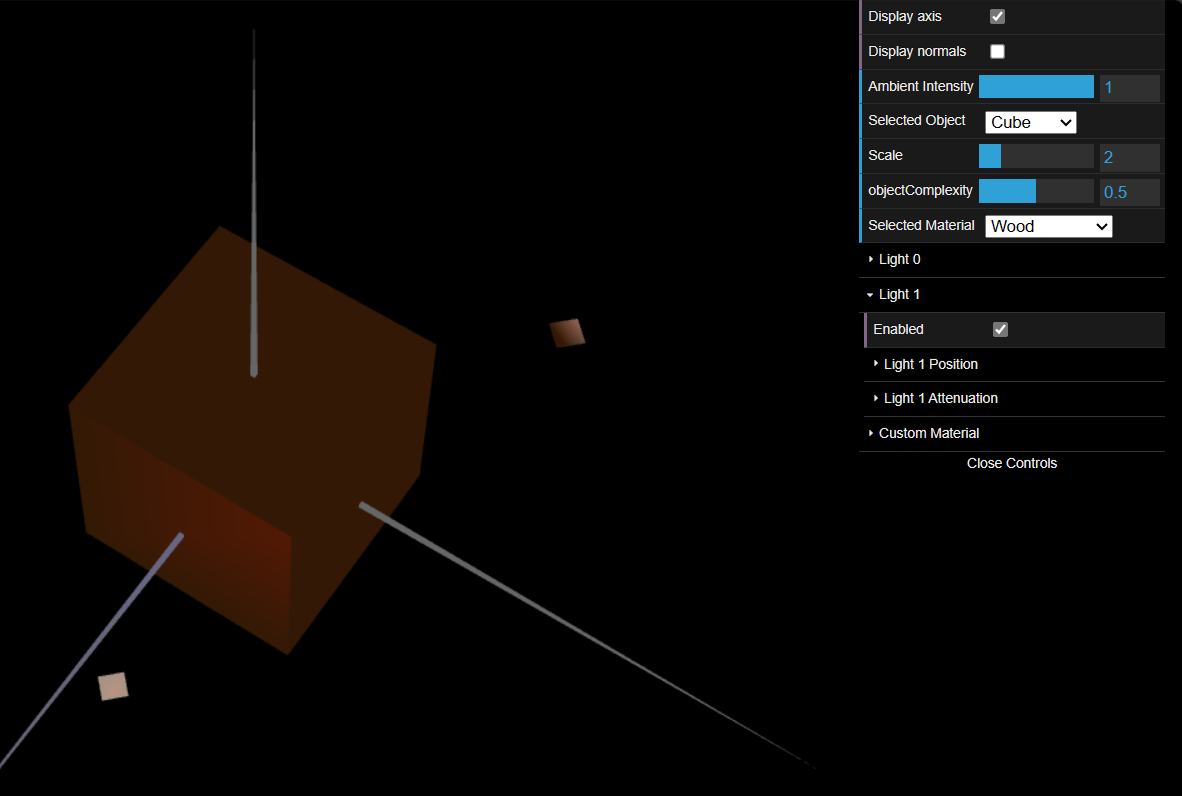 Display axis
Display normals
Ambient Intensity 1
Selected Object Cube
Scale 2
objectComplexity 0.5
Selected Material Wood
Light 0
Light 1
Enabled
Light 1 Position
Light 1 Attenuation
Custom Material
Close Controls